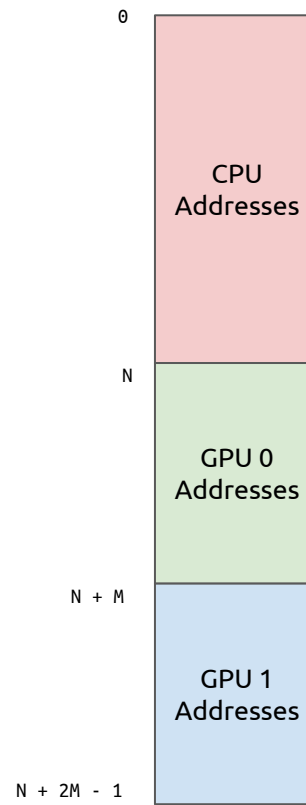 0
CPU
Addresses
N
GPU 0
Addresses
N + M
GPU 1
Addresses
N + 2M - 1